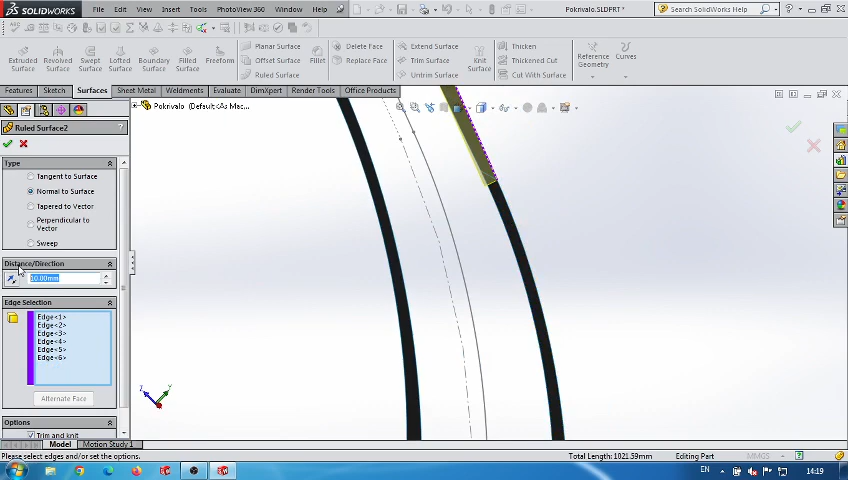 SOLIDWORKS File Edit View Insert Tools PhotoView 360 Window Help Pokrivalo.SLDPRT * Search SolidWorks Help
Extruded Surface Revolved Surface Swept Surface Lofted Surface Boundary Surface Filled Surface Freeform
Planar Surface Offset Surface Ruled Surface
Fillet
Delete Face Replace Face
Extend Surface Trim Surface Untrim Surface
Knit Surface
Thicken Thickened Cut Cut With Surface
Reference Geometry Curves
Features Sketch Surfaces Sheet Metal Weldments Evaluate DimXpert Render Tools Office Products
Pokrivalo (Default<As Mac...
Ruled Surface2 ?
Type
Tangent to Surface
Normal to Surface
Tapered to Vector
Perpendicular to Vector
Sweep
Distance/Direction
10.00mm
Edge Selection
Edge<1>
Edge<2>
Edge<3>
Edge<4>
Edge<5>
Edge<6>
Alternate Face
Options
Trim and knit
Z Y
Model Motion Study 1
Please select edges and/or set the options. Total Length: 1021.59mm Editing Part MMGS
EN 14:19